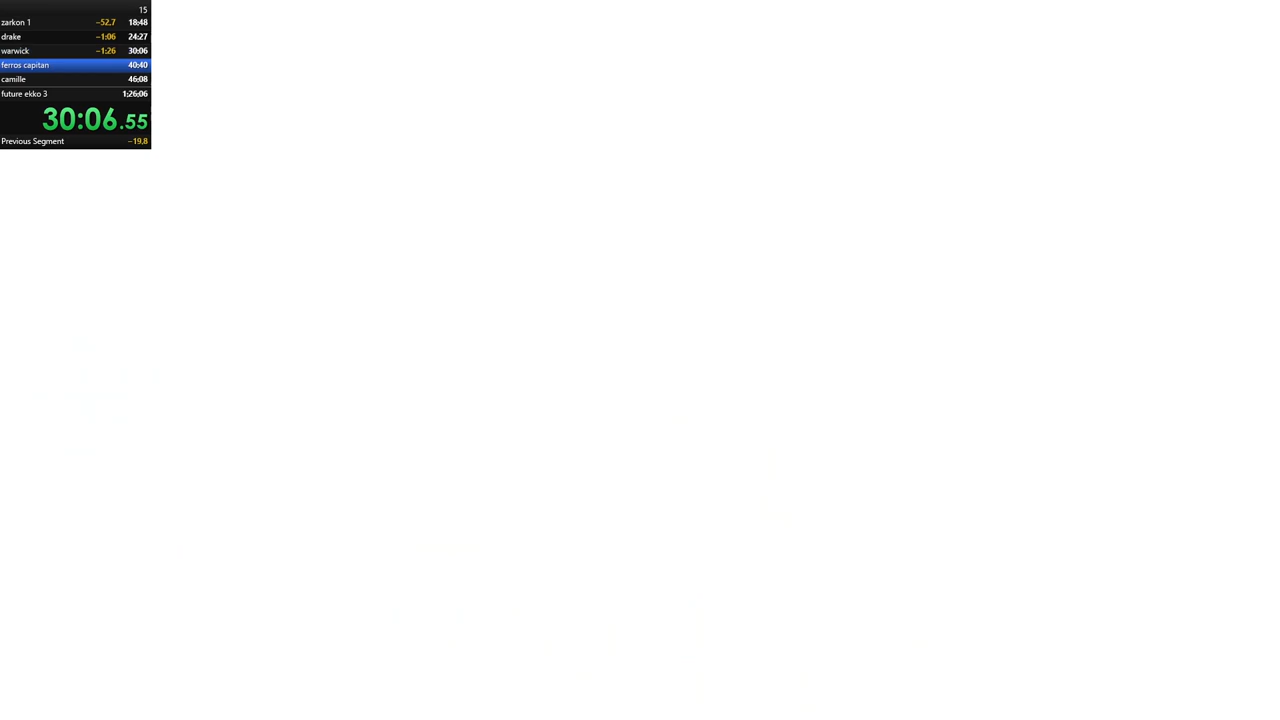 15
zarkon 1 −52.7 18:48
drake −1:06 24:27
warwick −1:26 30:06
ferros capitan 40:40
camille 46:08
future ekko 3 1:26:06
30:06.55
Previous Segment −19.8